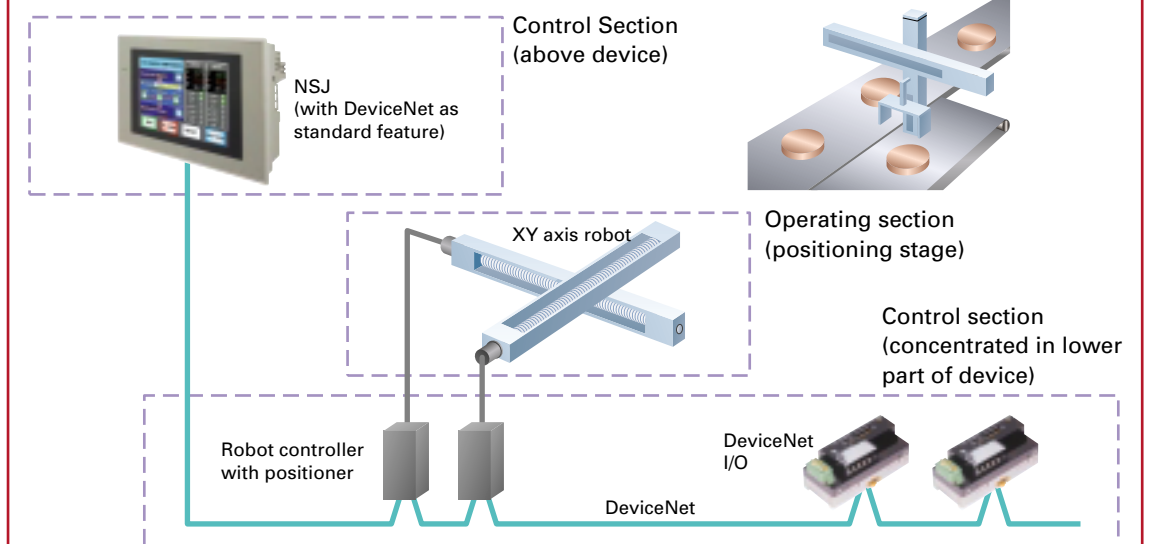 Control Section
(above device)
NSJ
(with DeviceNet as
standard feature)
XY axis robot
Operating section
(positioning stage)
Control section
(concentrated in lower
part of device)
Robot controller
with positioner
DeviceNet
I/O
DeviceNet